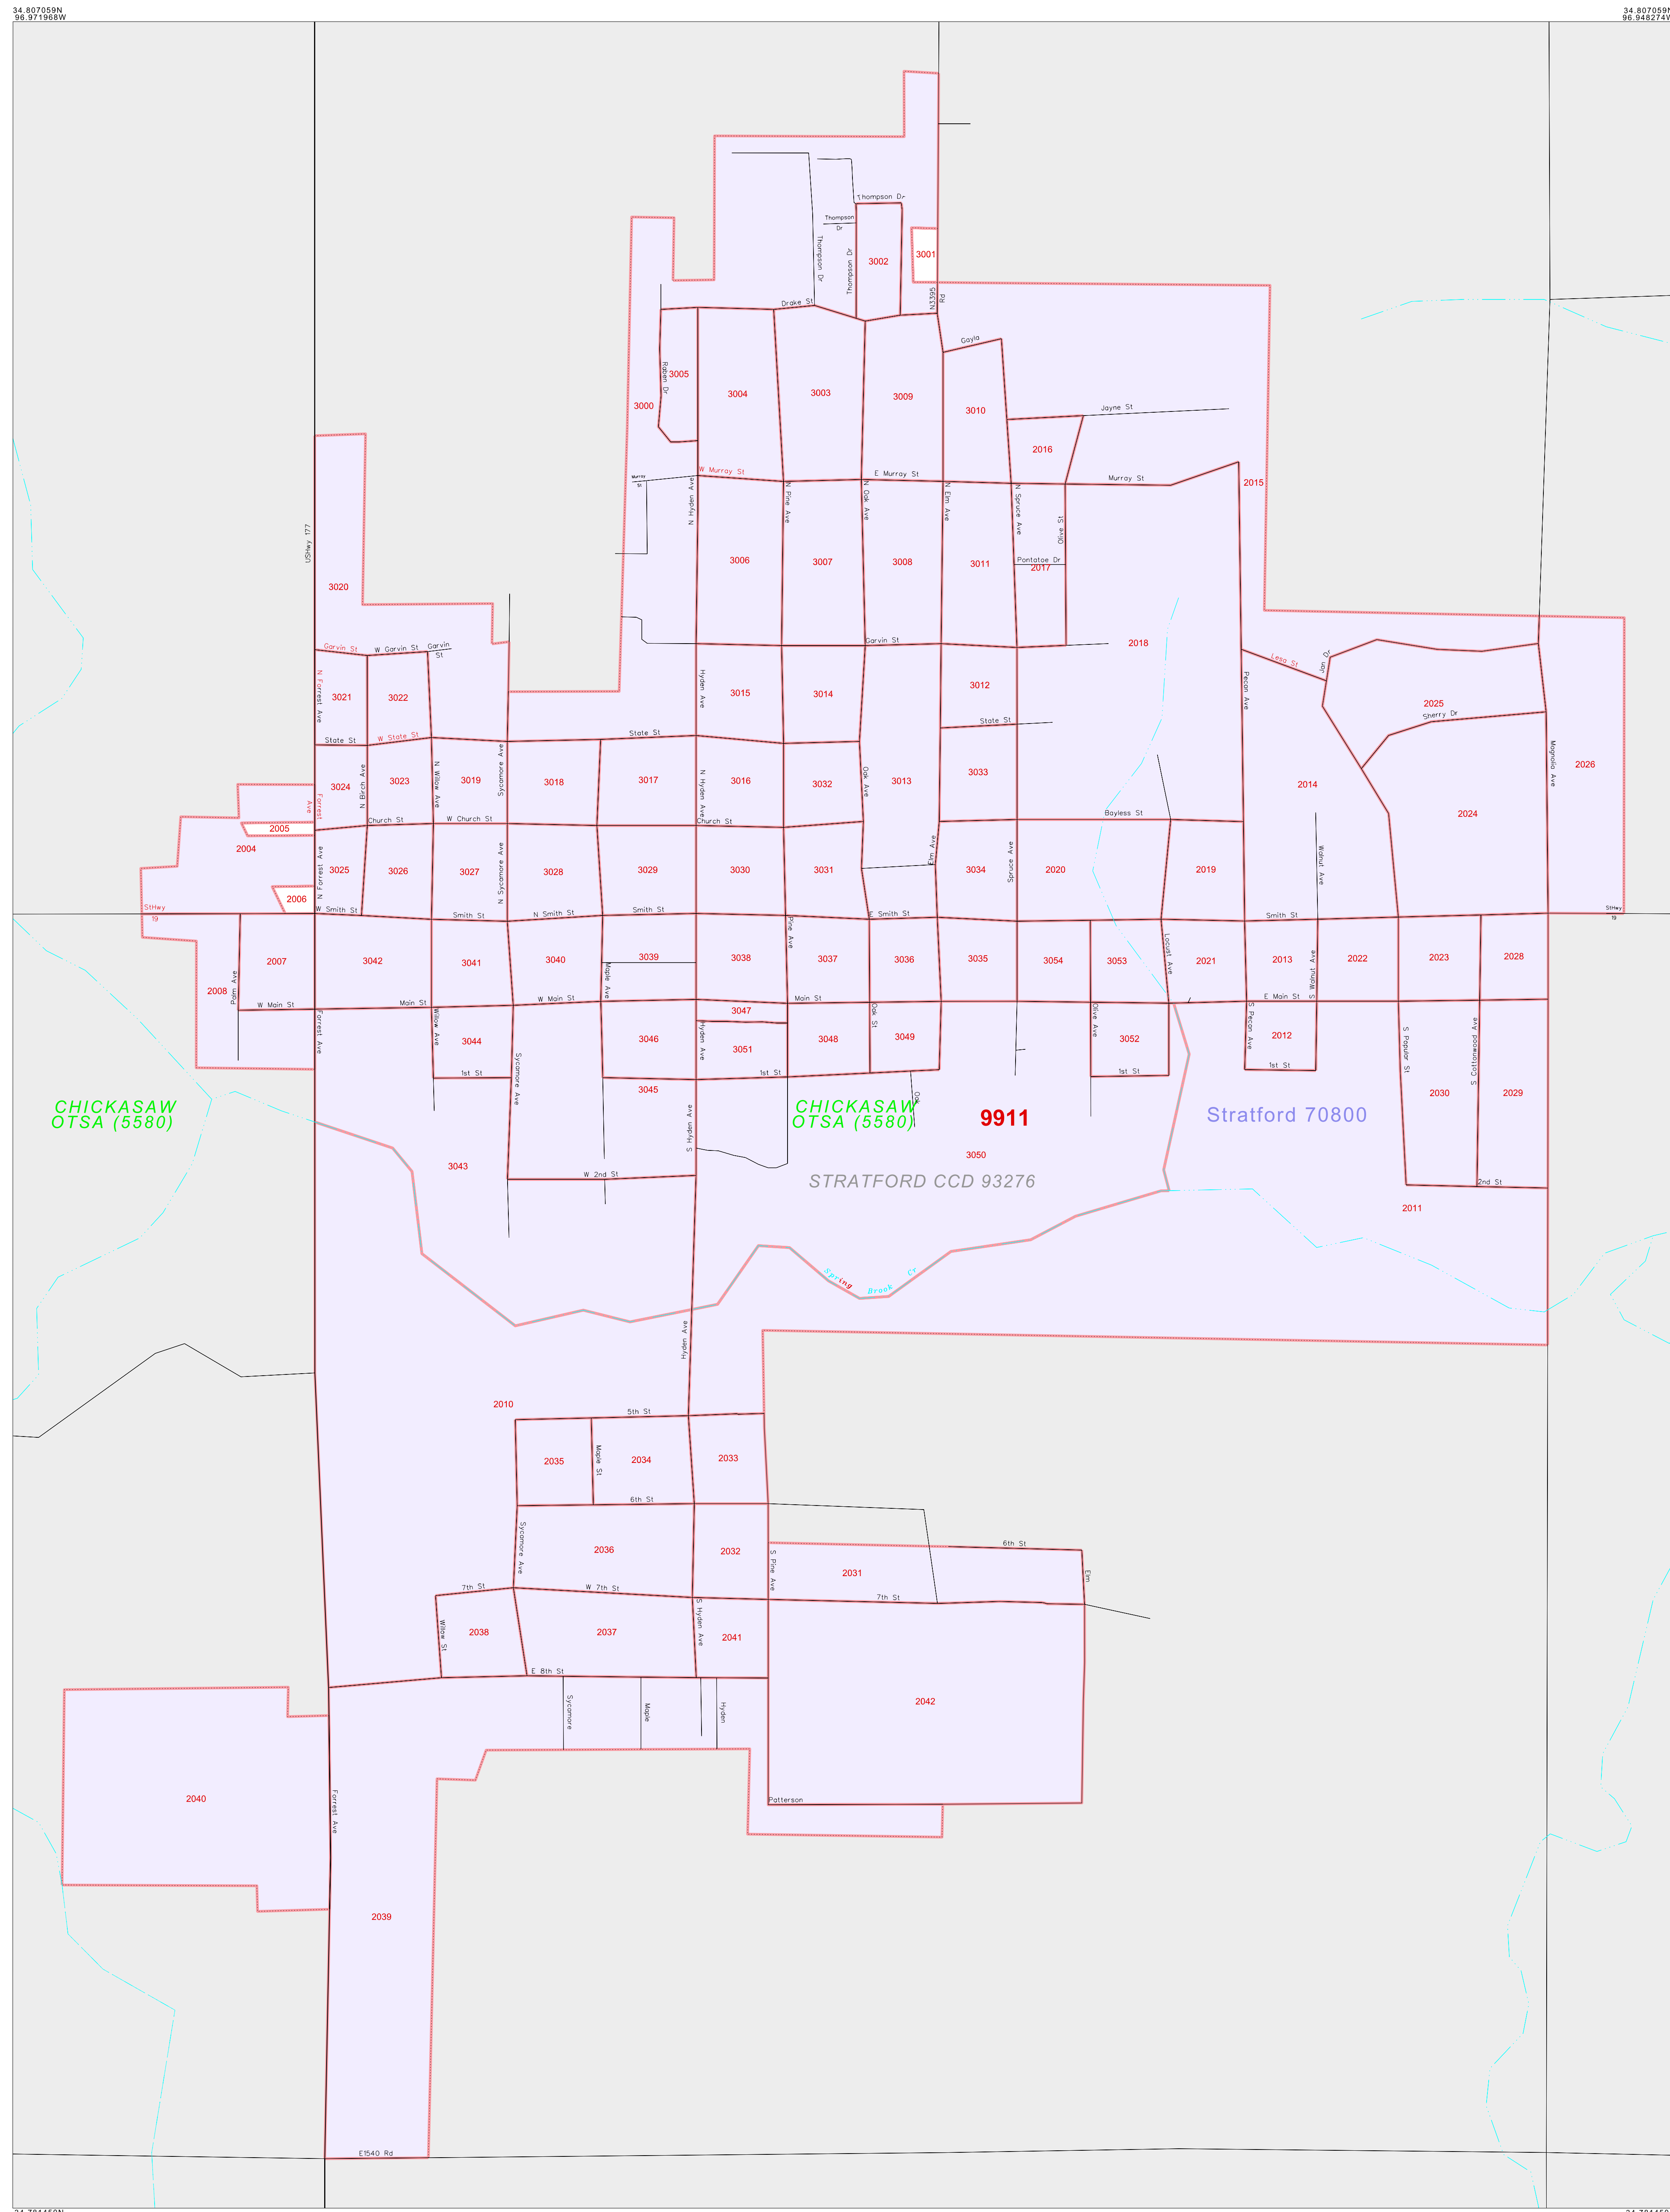 34.807059N
96.971968W
34.807059N
96.948274W
Thompson Dr
Thompson
Dr
Thompson Dr
Thompson Dr
3002
3001
N3395
Rd
Drake St
Gayla
Raben Dr
3005
3004
3003
3009
3000
3010
Jayne St
2016
W Murray St
E Murray St
Murray St
Murray
St
2015
N Hyden Ave
N Pine Ave
N Oak Ave
N Elm Ave
N Spruce Ave
Olive St
USHwy 177
3006
3007
3008
3011
Pontatoe Dr
2017
3020
Garvin St
W Garvin St
Garvin
St
Garvin St
2018
Lesa St
Jan Dr
N Forrest Ave
3021
3022
Hyden Ave
3015
3014
3012
Pecan Ave
2025
Sherry Dr
State St
State St
W State St
State St
Sycamore Ave
Magnolia Ave
3024
N Birch Ave
3023
N Willow Ave
3019
3018
3017
N Hyden Ave
3016
3032
Oak Ave
3013
3033
2014
2026
Forrest
Ave
2005
Church St
W Church St
Church St
Bayless St
2024
2004
N Forrest Ave
3025
3026
3027
N Sycamore Ave
3028
3029
3030
3031
Elm Ave
3034
Spruce Ave
2020
2019
Walnut Ave
2006
StHwy
19
W Smith St
Smith St
N Smith St
Smith St
E Smith St
Smith St
StHwy
19
Palm Ave
2007
3042
3041
3040
3039
3038
Pine Ave
3037
3036
3035
3054
3053
Locust Ave
2021
2013
S Walnut Ave
2022
2023
2028
2008
Maple Ave
W Main St
Main St
W Main St
Main St
E Main St
3047
Forrest Ave
Willow Ave
3044
Sycamore Ave
3046
Hyden Ave
3051
3048
Oak St
3049
Olive Ave
3052
S Pecan Ave
2012
S Popular St
S Cottonwood Ave
1st St
1st St
1st St
1st St
3045
2030
2029
CHICKASAW
OTSA (5580)
CHICKASAW
OTSA (5580)
Oak
9911
Stratford 70800
S Hyden Ave
3043
3050
W 2nd St
STRATFORD CCD 93276
2nd St
2011
Spring
Brook
Cr
Hyden Ave
2010
5th St
2035
Maple St
2034
2033
6th St
Sycamore Ave
2036
2032
S Pine Ave
6th St
2031
Elm
7th St
W 7th St
7th St
Willow St
2038
2037
S Hyden Ave
2041
E 8th St
Sycamore
Maple
Hyden
2042
2040
Forrest Ave
Patterson
2039
E1540 Rd